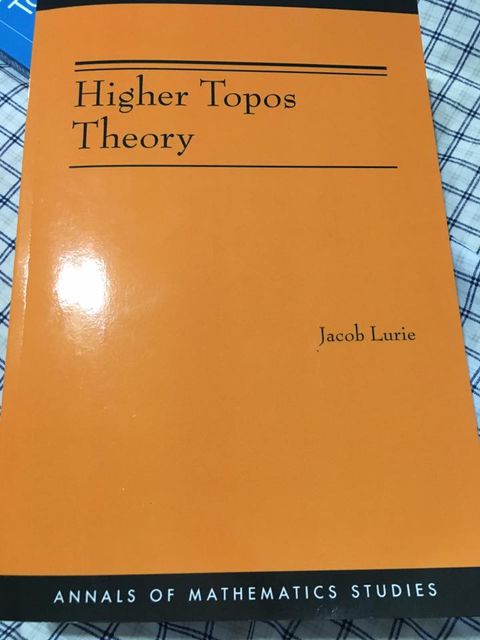 Higher Topos
Theory
Jacob Lurie
ANNALS OF MATHEMATICS STUDIES